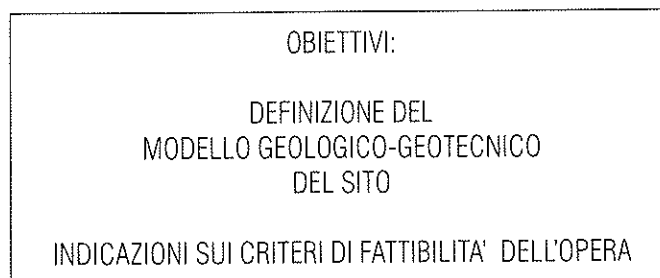 OBIETTIVI:
DEFINIZIONE DEL
MODELLO GEOLOGICO-GEOTECNICO
DEL SITO
INDICAZIONI SUI CRITERI DI FATTIBILITA' DELL'OPERA